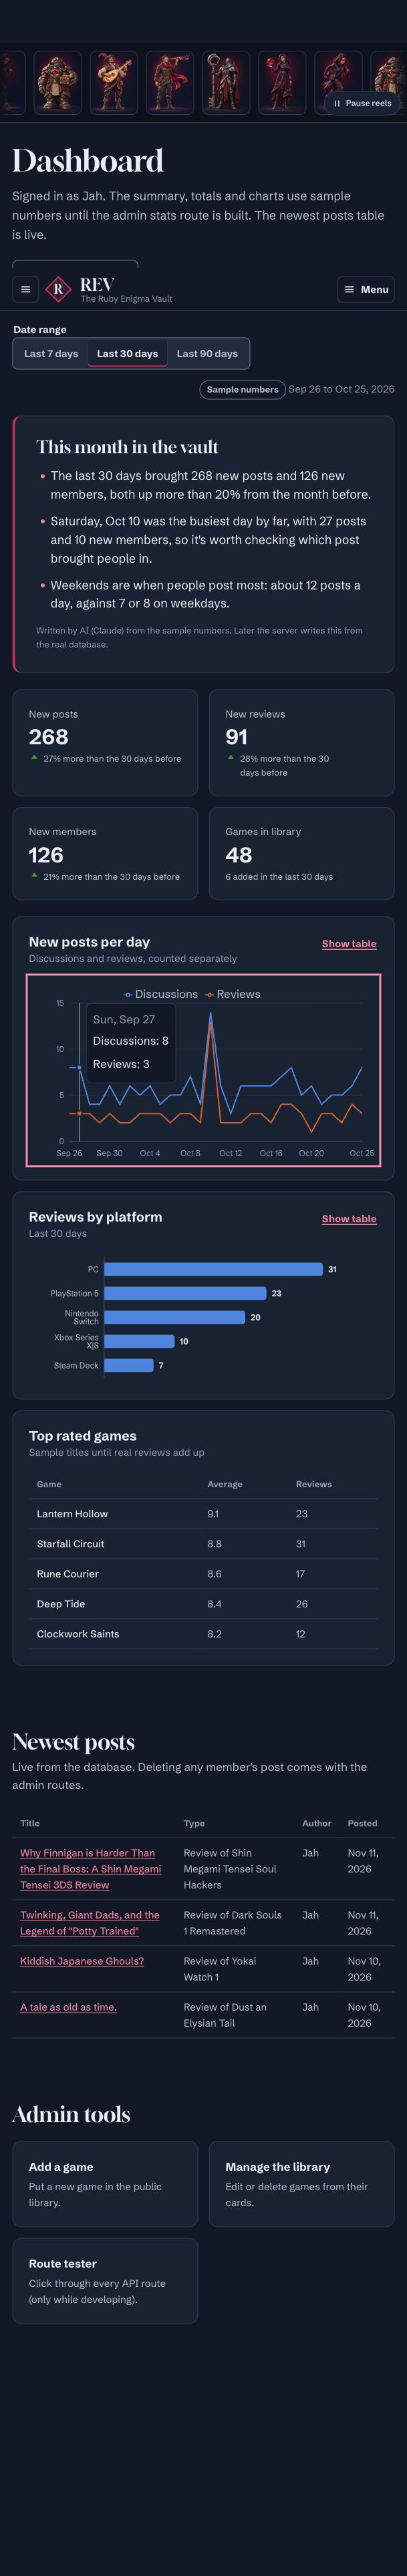 Pause reels
Dashboard
Signed in as Jah. The summary, totals and charts use sample
numbers until the admin stats route is built. The newest posts table
is live.
R
REV
The Ruby Enigma Vault
Menu
Date range
Last 7 days
Last 30 days
Last 90 days
Sample numbers
Sep 26 to Oct 25, 2026
This month in the vault
• The last 30 days brought 268 new posts and 126 new
members, both up more than 20% from the month before.
• Saturday, Oct 10 was the busiest day by far, with 27 posts
and 10 new members, so it's worth checking which post
brought people in.
• Weekends are when people post most: about 12 posts a
day, against 7 or 8 on weekdays.
Written by AI (Claude) from the sample numbers. Later the server writes this from
the real database.
New posts
268
27% more than the 30 days before
New reviews
91
28% more than the 30
days before
New members
126
21% more than the 30 days before
Games in library
48
6 added in the last 30 days
New posts per day
Show table
Discussions and reviews, counted separately
Discussions
Reviews
15
10
5
0
Sun, Sep 27
Discussions: 8
Reviews: 3
Sep 26
Sep 30
Oct 4
Oct 8
Oct 12
Oct 16
Oct 20
Oct 25
Reviews by platform
Show table
Last 30 days
PC 31
PlayStation 5 23
Nintendo
Switch 20
Xbox Series
X|S 10
Steam Deck 7
Top rated games
Sample titles until real reviews add up
Game Average Reviews
Lantern Hollow 9.1 23
Starfall Circuit 8.8 31
Rune Courier 8.6 17
Deep Tide 8.4 26
Clockwork Saints 8.2 12
Newest posts
Live from the database. Deleting any member's post comes with the
admin routes.
Title Type Author Posted
Why Finnigan is Harder Than Review of Shin Jah Nov 11,
the Final Boss: A Shin Megami Megami Tensei Soul 2026
Tensei 3DS Review Hackers
Twinking, Giant Dads, and the Review of Dark Souls Jah Nov 11,
Legend of "Potty Trained" 1 Remastered 2026
Kiddish Japanese Ghouls? Review of Yokai Jah Nov 10,
Watch 1 2026
A tale as old as time. Review of Dust an Jah Nov 10,
Elysian Tail 2026
Admin tools
Add a game
Put a new game in the public
library.
Manage the library
Edit or delete games from their
cards.
Route tester
Click through every API route
(only while developing).